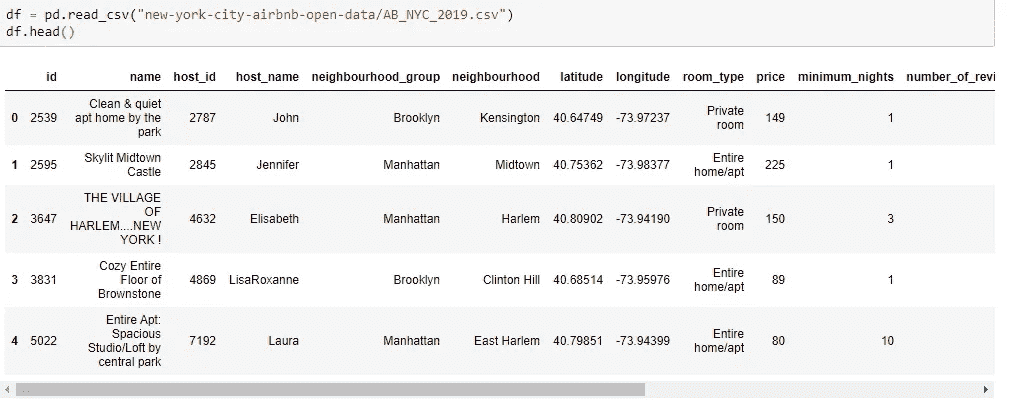 df = pd.read_csv("new-york-city-airbnb-open-data/AB_NYC_2019.csv")
df.head()
id name host_id host_name neighbourhood_group neighbourhood latitude longitude room_type price minimum_nights number_of_revi
0 2539 Clean & quiet apt home by the park 2787 John Brooklyn Kensington 40.64749 -73.97237 Private room 149 1
1 2595 Skylit Midtown Castle 2845 Jennifer Manhattan Midtown 40.75362 -73.98377 Entire home/apt 225 1
2 3647 THE VILLAGE OF HARLEM....NEW YORK ! 4632 Elisabeth Manhattan Harlem 40.80902 -73.94190 Private room 150 3
3 3831 Cozy Entire Floor of Brownstone 4869 LisaRoxanne Brooklyn Clinton Hill 40.68514 -73.95976 Entire home/apt 89 1
4 5022 Entire Apt: Spacious Studio/Loft by central park 7192 Laura Manhattan East Harlem 40.79851 -73.94399 Entire home/apt 80 10